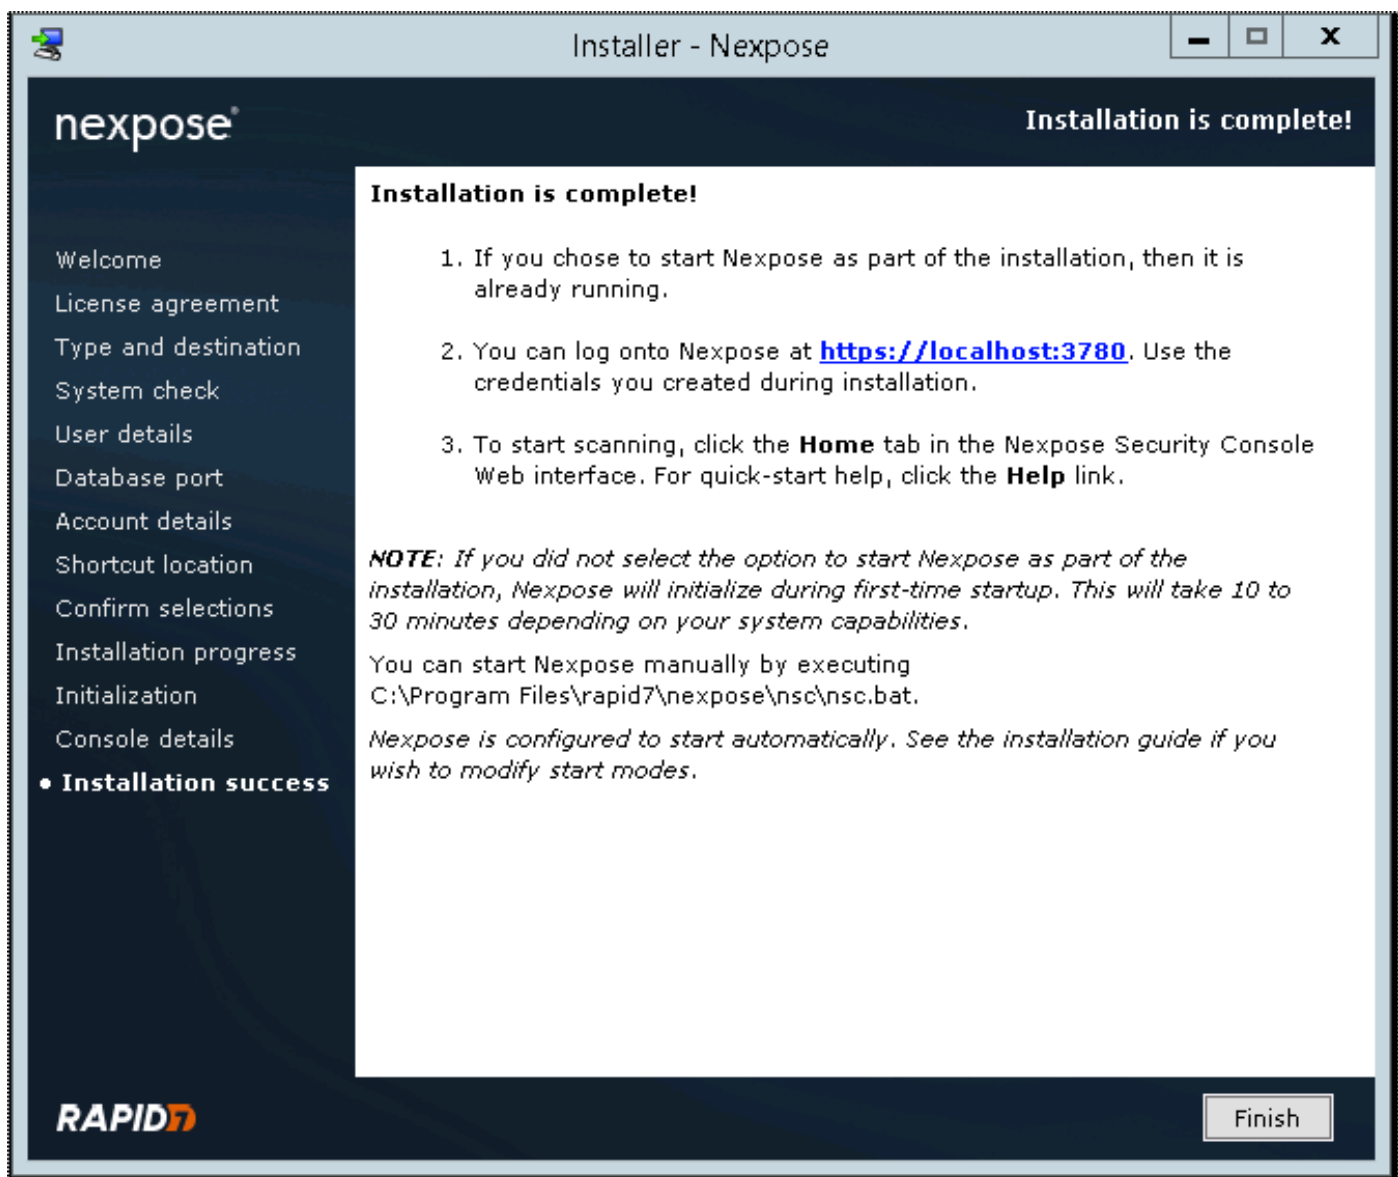 Installer - Nexpose
nexpose®
Installation is complete!
Welcome
License agreement
Type and destination
System check
User details
Database port
Account details
Shortcut location
Confirm selections
Installation progress
Initialization
Console details
• Installation success
Installation is complete!
1. If you chose to start Nexpose as part of the installation, then it is
already running.
2. You can log onto Nexpose at https://localhost:3780. Use the
credentials you created during installation.
3. To start scanning, click the Home tab in the Nexpose Security Console
Web interface. For quick-start help, click the Help link.
NOTE: If you did not select the option to start Nexpose as part of the
installation, Nexpose will initialize during first-time startup. This will take 10 to
30 minutes depending on your system capabilities.
You can start Nexpose manually by executing
C:\Program Files\rapid7\nexpose\nsc\nsc.bat.
Nexpose is configured to start automatically. See the installation guide if you
wish to modify start modes.
RAPID7
Finish